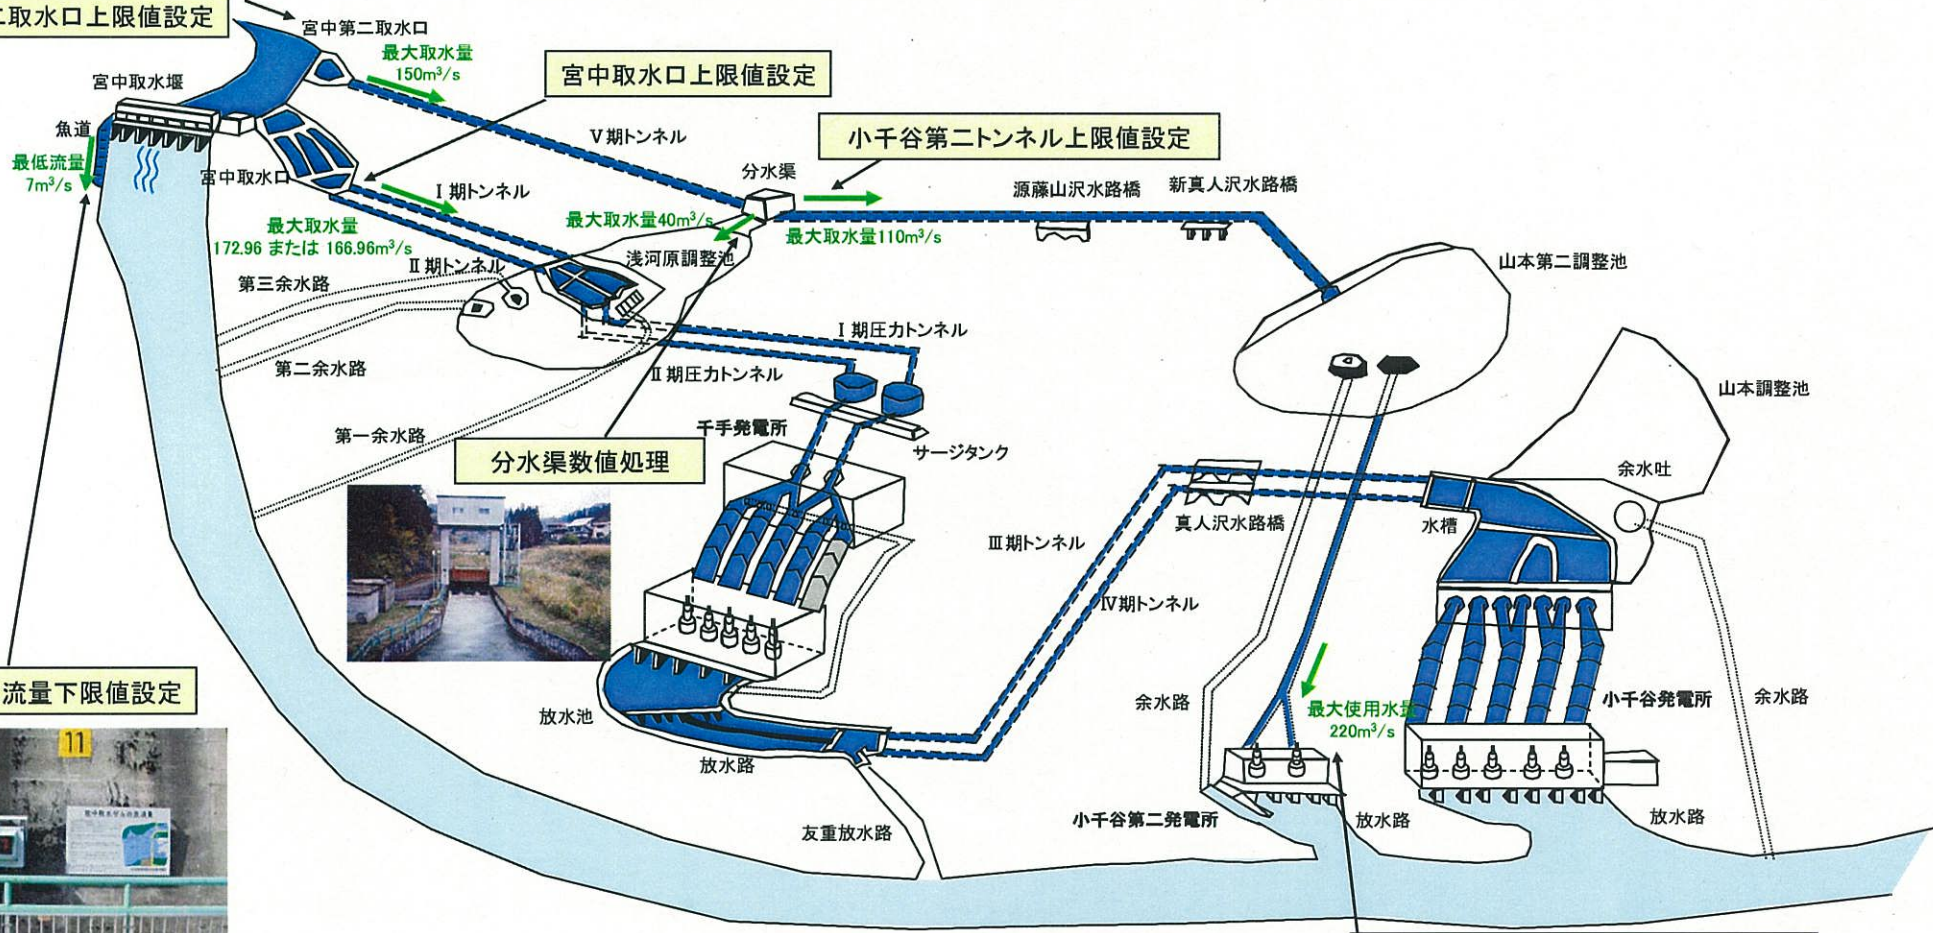 二取水口上限値設定
宮中第二取水口
最大取水量
150m³/s
宮中取水堰
宮中取水口上限値設定
魚道
最低流量
7m³/s
Ⅴ期トンネル
小千谷第二トンネル上限値設定
宮中取水口
Ⅰ期トンネル
分水渠
源藤山沢水路橋
新真人沢水路橋
最大取水量
172.96 または 166.96m³/s
最大取水量40m³/s
最大取水量110m³/s
Ⅱ期トンネル
浅河原調整池
山本第二調整池
第三余水路
Ⅰ期圧力トンネル
第二余水路
Ⅱ期圧力トンネル
山本調整池
第一余水路
千手発電所
サージタンク
分水渠数値処理
余水吐
真人沢水路橋
水槽
Ⅲ期トンネル
Ⅳ期トンネル
流量下限値設定
放水池
余水路
最大使用水量
220m³/s
小千谷発電所
余水路
11
放水路
友重放水路
小千谷第二発電所
放水路
放水路